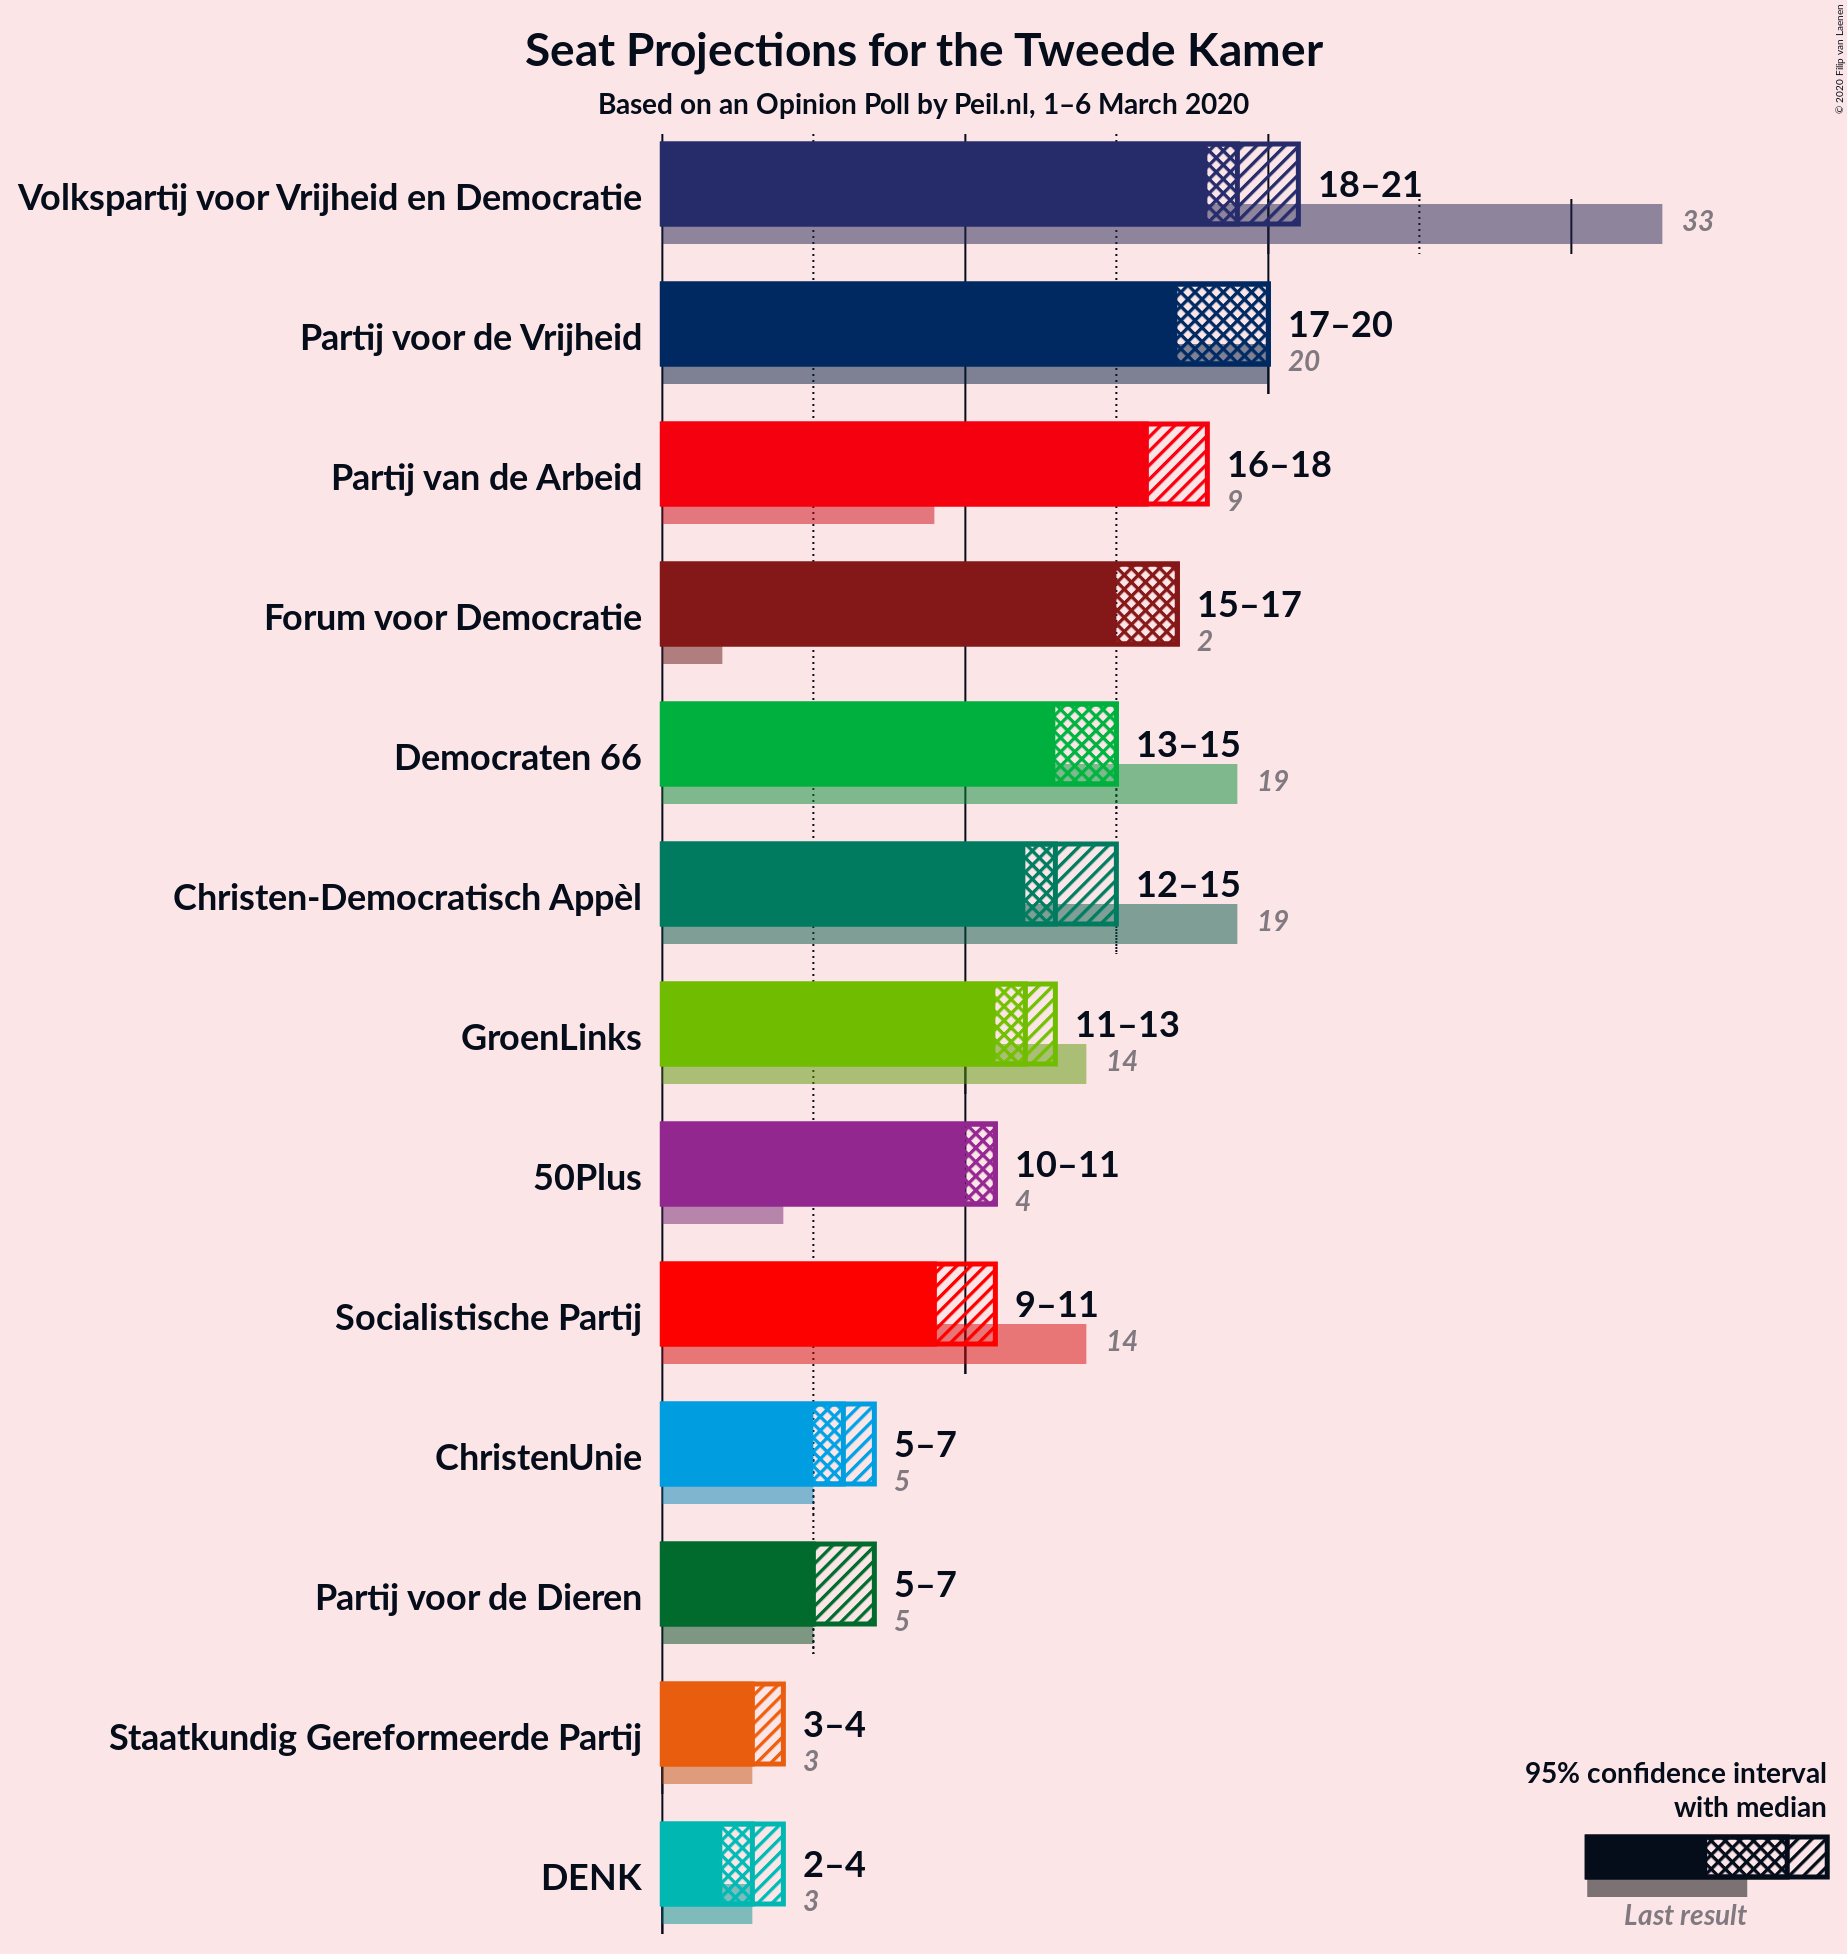 Seat Projections for the Tweede Kamer
Based on an Opinion Poll by Peil.nl, 1–6 March 2020
© 2020 Filip van Laenen
Volkspartij voor Vrijheid en Democratie
18–21
33
Partij voor de Vrijheid
17–20
20
Partij van de Arbeid
16–18
9
Forum voor Democratie
15–17
2
Democraten 66
13–15
19
Christen-Democratisch Appèl
12–15
19
GroenLinks
11–13
14
50Plus
10–11
4
Socialistische Partij
9–11
14
ChristenUnie
5–7
5
Partij voor de Dieren
5–7
5
Staatkundig Gereformeerde Partij
3–4
3
DENK
2–4
3
95% confidence interval
with median
Last result